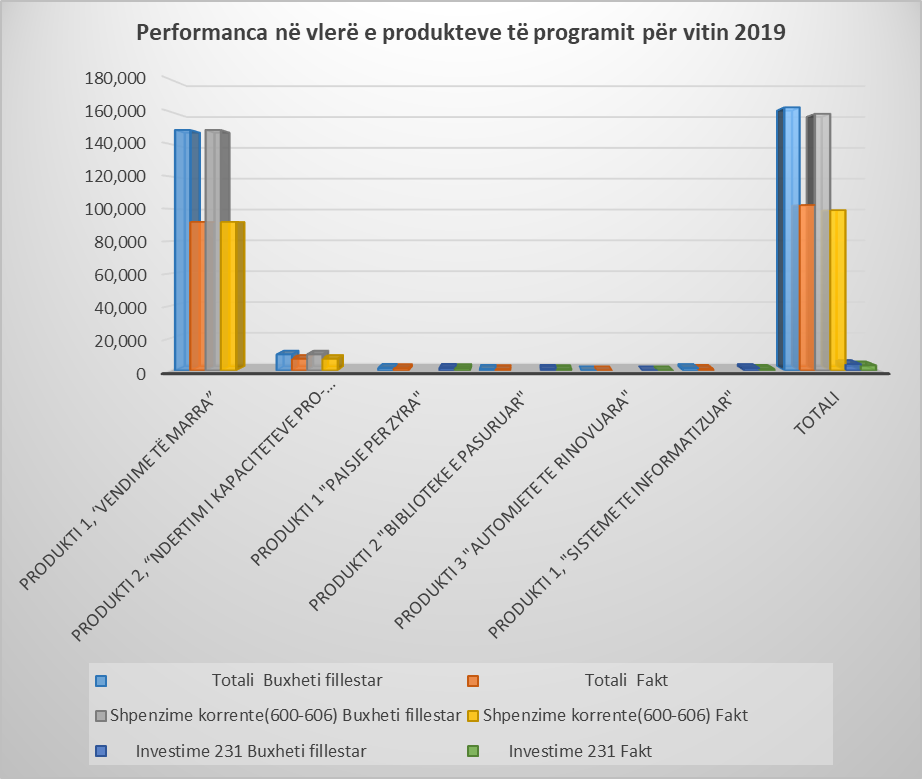 Performanca në vlerë e produkteve të programit për vitin 2019
180,000
160,000
140,000
120,000
100,000
80,000
60,000
40,000
20,000
0
PRODUKTI 1, ‘VENDIME TË MARRA”
PRODUKTI 2, “NDERTIM I KAPACITETEVE PRO-...
PRODUKTI 1 "PAISJE PER ZYRA"
PRODUKTI 2 "BIBLIOTEKE E PASURUAR"
PRODUKTI 3 "AUTOMJETE TE RINOVUARA"
PRODUKTI 1, "SISTEME TE INFORMATIZUAR"
TOTALI
Totali Buxheti fillestar
Totali Fakt
Shpenzime korrente(600-606) Buxheti fillestar
Shpenzime korrente(600-606) Fakt
Investime 231 Buxheti fillestar
Investime 231 Fakt